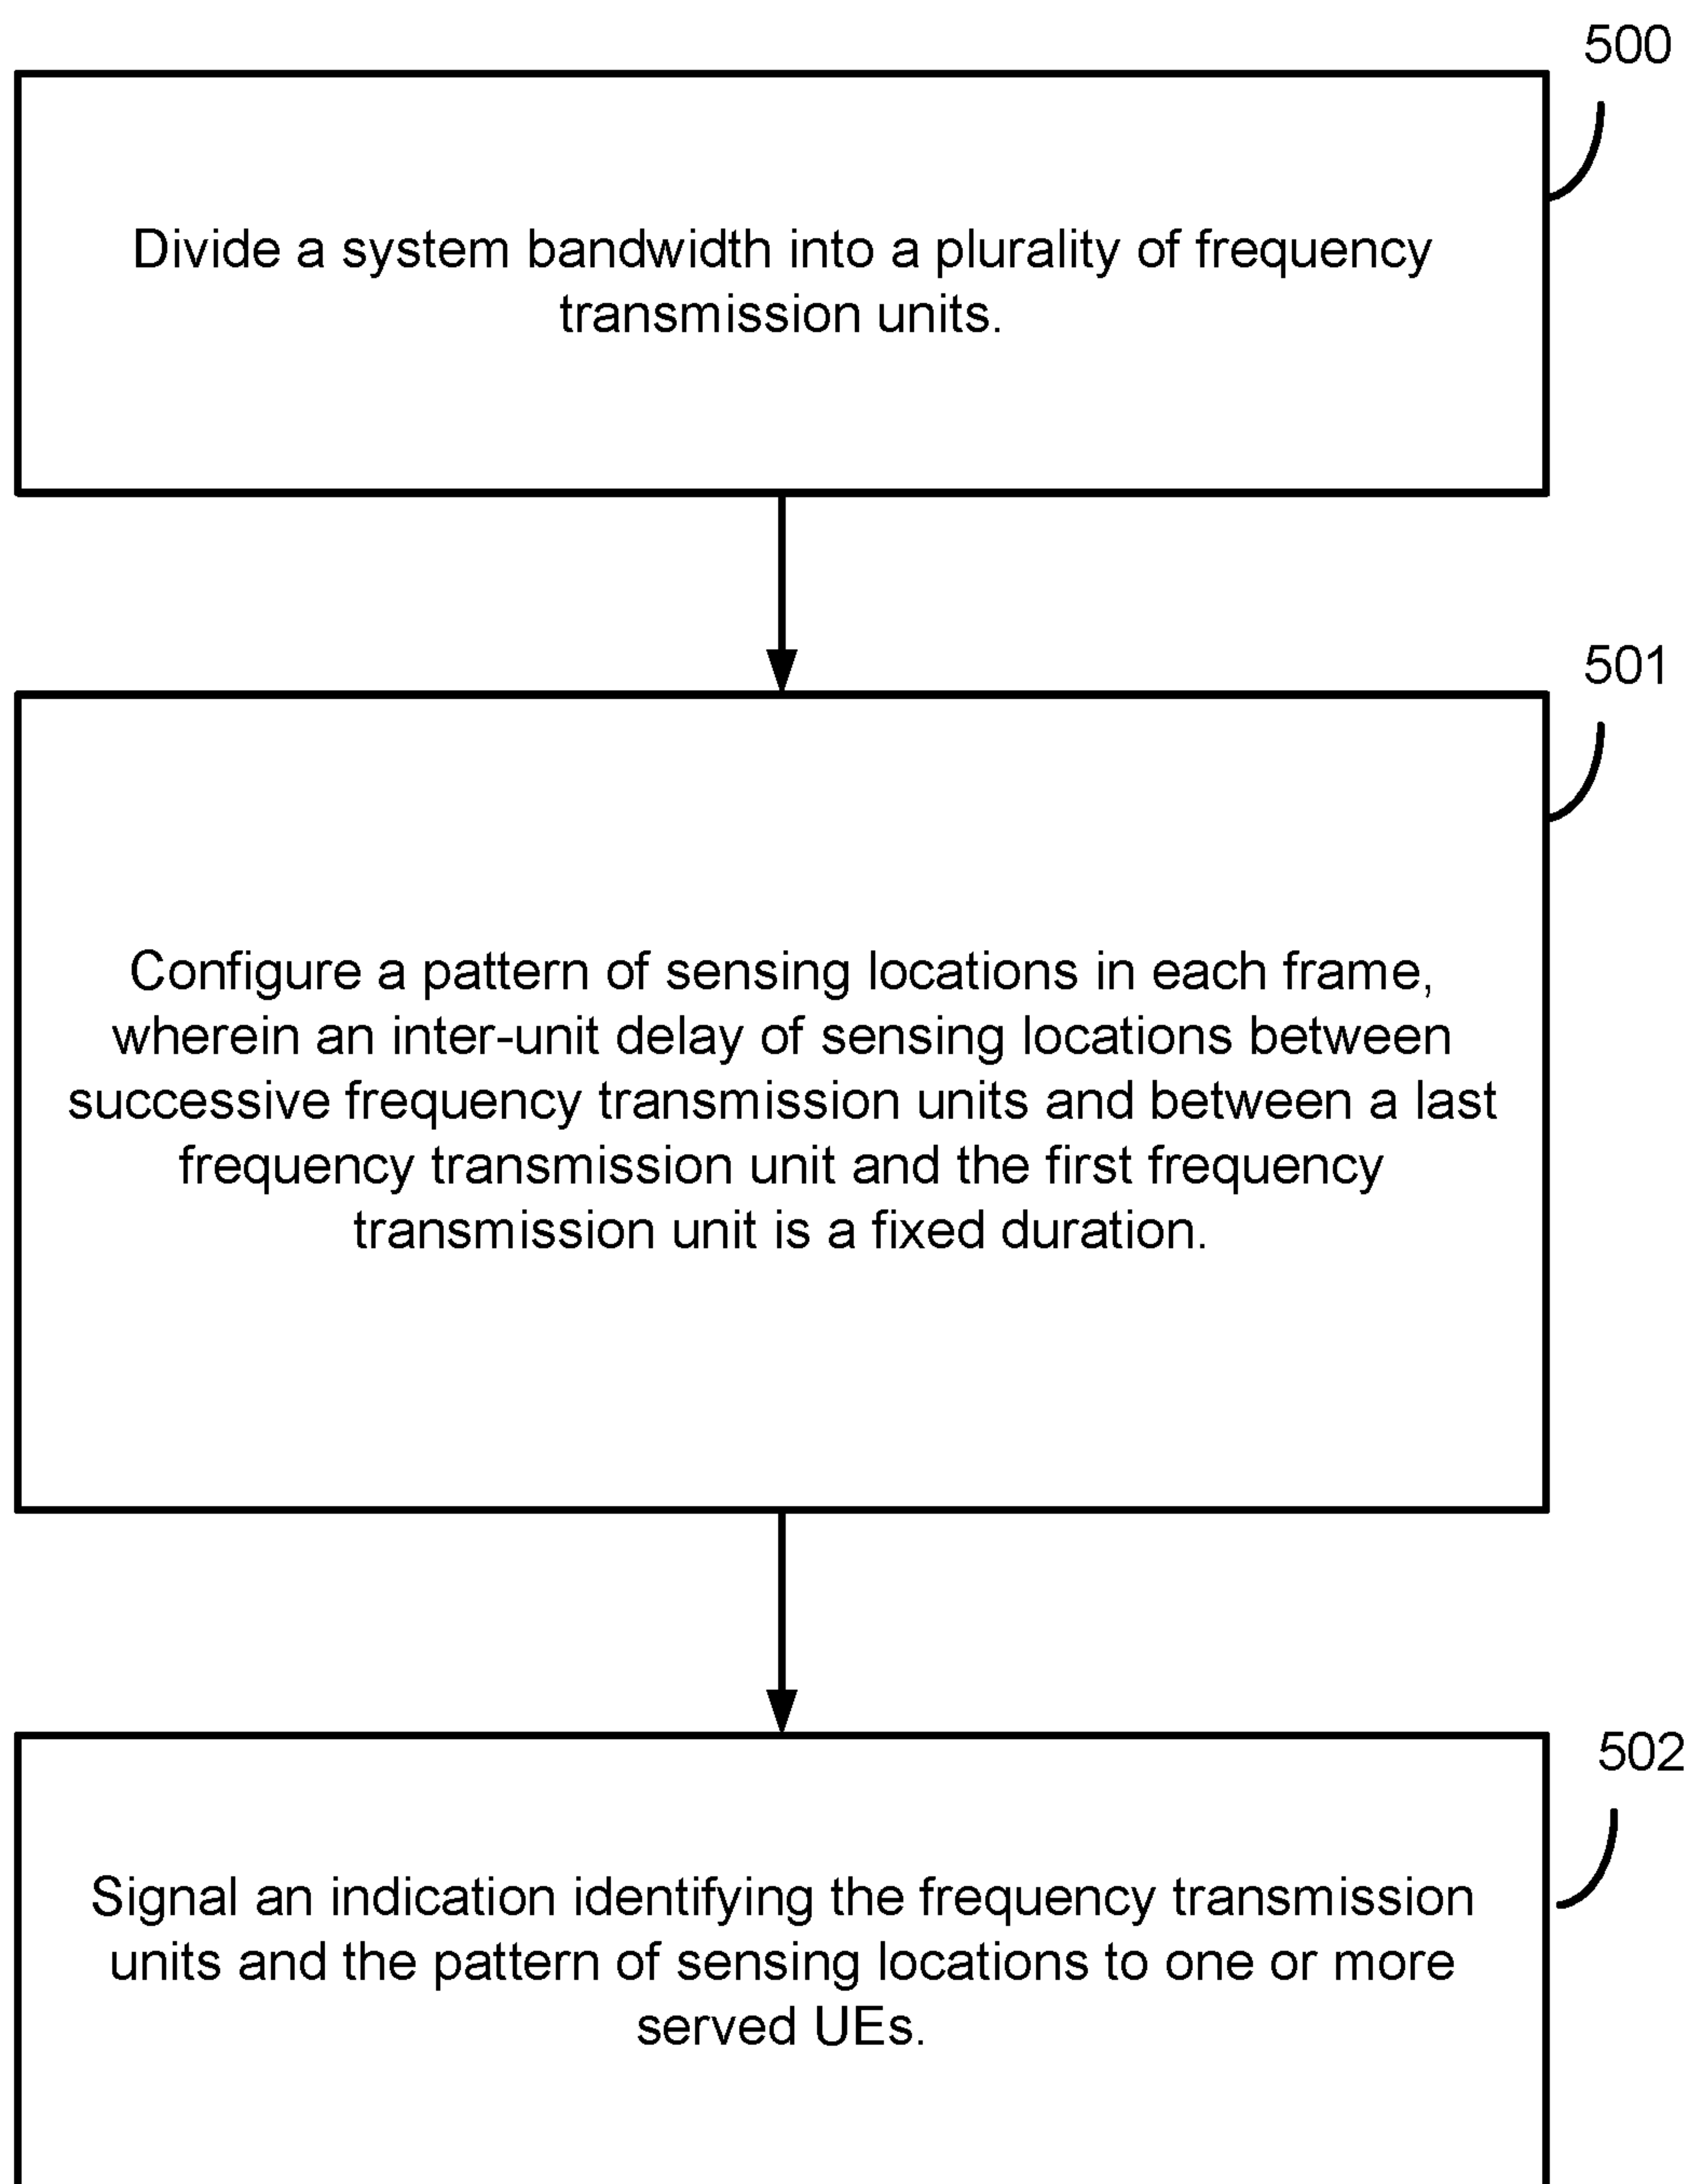 500
Divide a system bandwidth into a plurality of frequency
transmission units.
501
Configure a pattern of sensing locations in each frame,
wherein an inter-unit delay of sensing locations between
successive frequency transmission units and between a last
frequency transmission unit and the first frequency
transmission unit is a fixed duration.
502
Signal an indication identifying the frequency transmission
units and the pattern of sensing locations to one or more
served UEs.